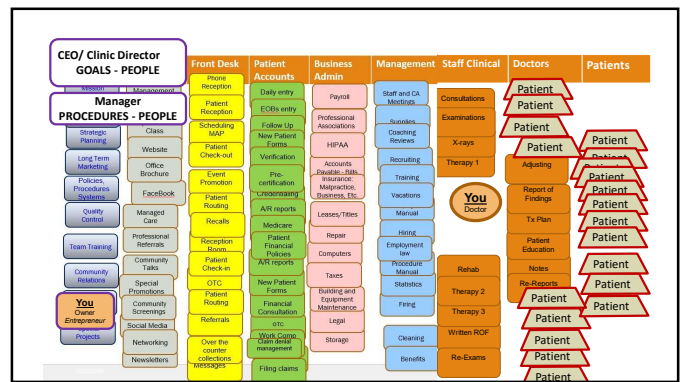 CEO/ Clinic Director
GOALS - PEOPLE
Manager
PROCEDURES - PEOPLE
Mission
Strategic
Planning
Long Term
Marketing
Policies,
Procedures
Systems
Quality
Control
Team Training
Community
Relations
You
Owner
Entrepreneur
Projects
Management
Class
Website
Office
Brochure
FaceBook
Managed
Care
Professional
Referrals
Community
Talks
Special
Promotions
Community
Screenings
Social Media
Networking
Newsletters
Front Desk
Phone
Reception
Patient
Reception
Scheduling
MAP
Patient
Check-out
Event
Promotion
Patient
Routing
Recalls
Reception
Room
Patient
Check-in
OTC
Patient
Routing
Referrals
Over the
counter
collections
Messages
Patient
Accounts
Daily entry
EOBs entry
Follow Up
New Patient
Forms
Verification
Pre-
certification
Credentialing
A/R reports
Medicare
Patient
Financial
Policies
A/R reports
New Patient
Forms
Financial
Consultation
OTC
Work Comp
Claim denial
management
Filing claims
Business
Admin
Payroll
Professional
Associations
HIPAA
Accounts
Payable - Bills
Insurance:
Malpractice,
Business, Etc.
Leases/Titles
Repair
Computers
Taxes
Building and
Equipment
Maintenance
Legal
Storage
Management
Staff and CA
Meetings
Supplies
Coaching
Reviews
Recruiting
Training
Vacations
Manual
Hiring
Employment
law
Procedure
Manual
Statistics
Firing
Cleaning
Benefits
Staff Clinical
Consultations
Examinations
X-rays
Therapy 1
You
Doctor
Rehab
Therapy 2
Therapy 3
Written ROF
Re-Exams
Doctors
Patient
Patient
Patient
Patient
Adjusting
Report of
Findings
Tx Plan
Patient
Education
Notes
Re-Reports
Patient
Patient
Patient
Patient
Patient
Patients
Patient
Patient
Patient
Patient
Patient
Patient
Patient
Patient
Patient
Patient